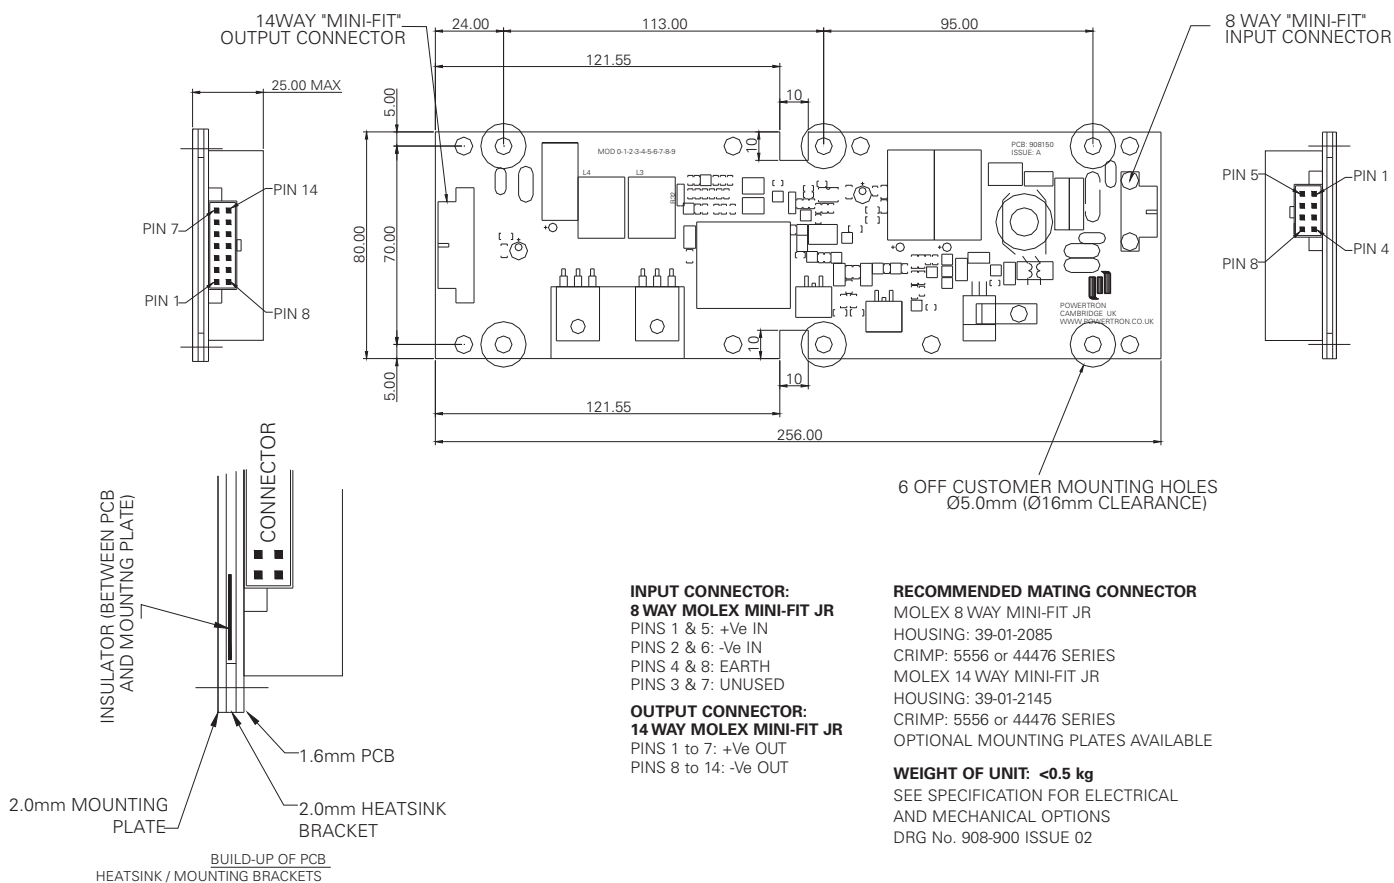 14WAY "MINI-FIT"
OUTPUT CONNECTOR
24.00
113.00
95.00
8 WAY "MINI-FIT"
INPUT CONNECTOR
121.55
25.00 MAX
5.00
10
10
MOD 0-1-2-3-4-5-6-7-8-9
PCB: 908150
ISSUE: A
L4
L3
R32
PIN 14
PIN 7
PIN 1
PIN 8
80.00
70.00
PIN 5
PIN 1
PIN 8
PIN 4
POWERTRON
CAMBRIDGE UK
WWW.POWERTRON.CO.UK
10
10
5.00
121.55
256.00
6 OFF CUSTOMER MOUNTING HOLES
Ø5.0mm (Ø16mm CLEARANCE)
CONNECTOR
INSULATOR (BETWEEN PCB
AND MOUNTNG PLATE)
1.6mm PCB
2.0mm MOUNTING
PLATE
2.0mm HEATSINK
BRACKET
BUILD-UP OF PCB
HEATSINK / MOUNTING BRACKETS
INPUT CONNECTOR:
8 WAY MOLEX MINI-FIT JR
PINS 1 & 5: +Ve IN
PINS 2 & 6: -Ve IN
PINS 4 & 8: EARTH
PINS 3 & 7: UNUSED
OUTPUT CONNECTOR:
14 WAY MOLEX MINI-FIT JR
PINS 1 to 7: +Ve OUT
PINS 8 to 14: -Ve OUT
RECOMMENDED MATING CONNECTOR
MOLEX 8 WAY MINI-FIT JR
HOUSING: 39-01-2085
CRIMP: 5556 or 44476 SERIES
MOLEX 14 WAY MINI-FIT JR
HOUSING: 39-01-2145
CRIMP: 5556 or 44476 SERIES
OPTIONAL MOUNTING PLATES AVAILABLE
WEIGHT OF UNIT: <0.5 kg
SEE SPECIFICATION FOR ELECTRICAL
AND MECHANICAL OPTIONS
DRG No. 908-900 ISSUE 02